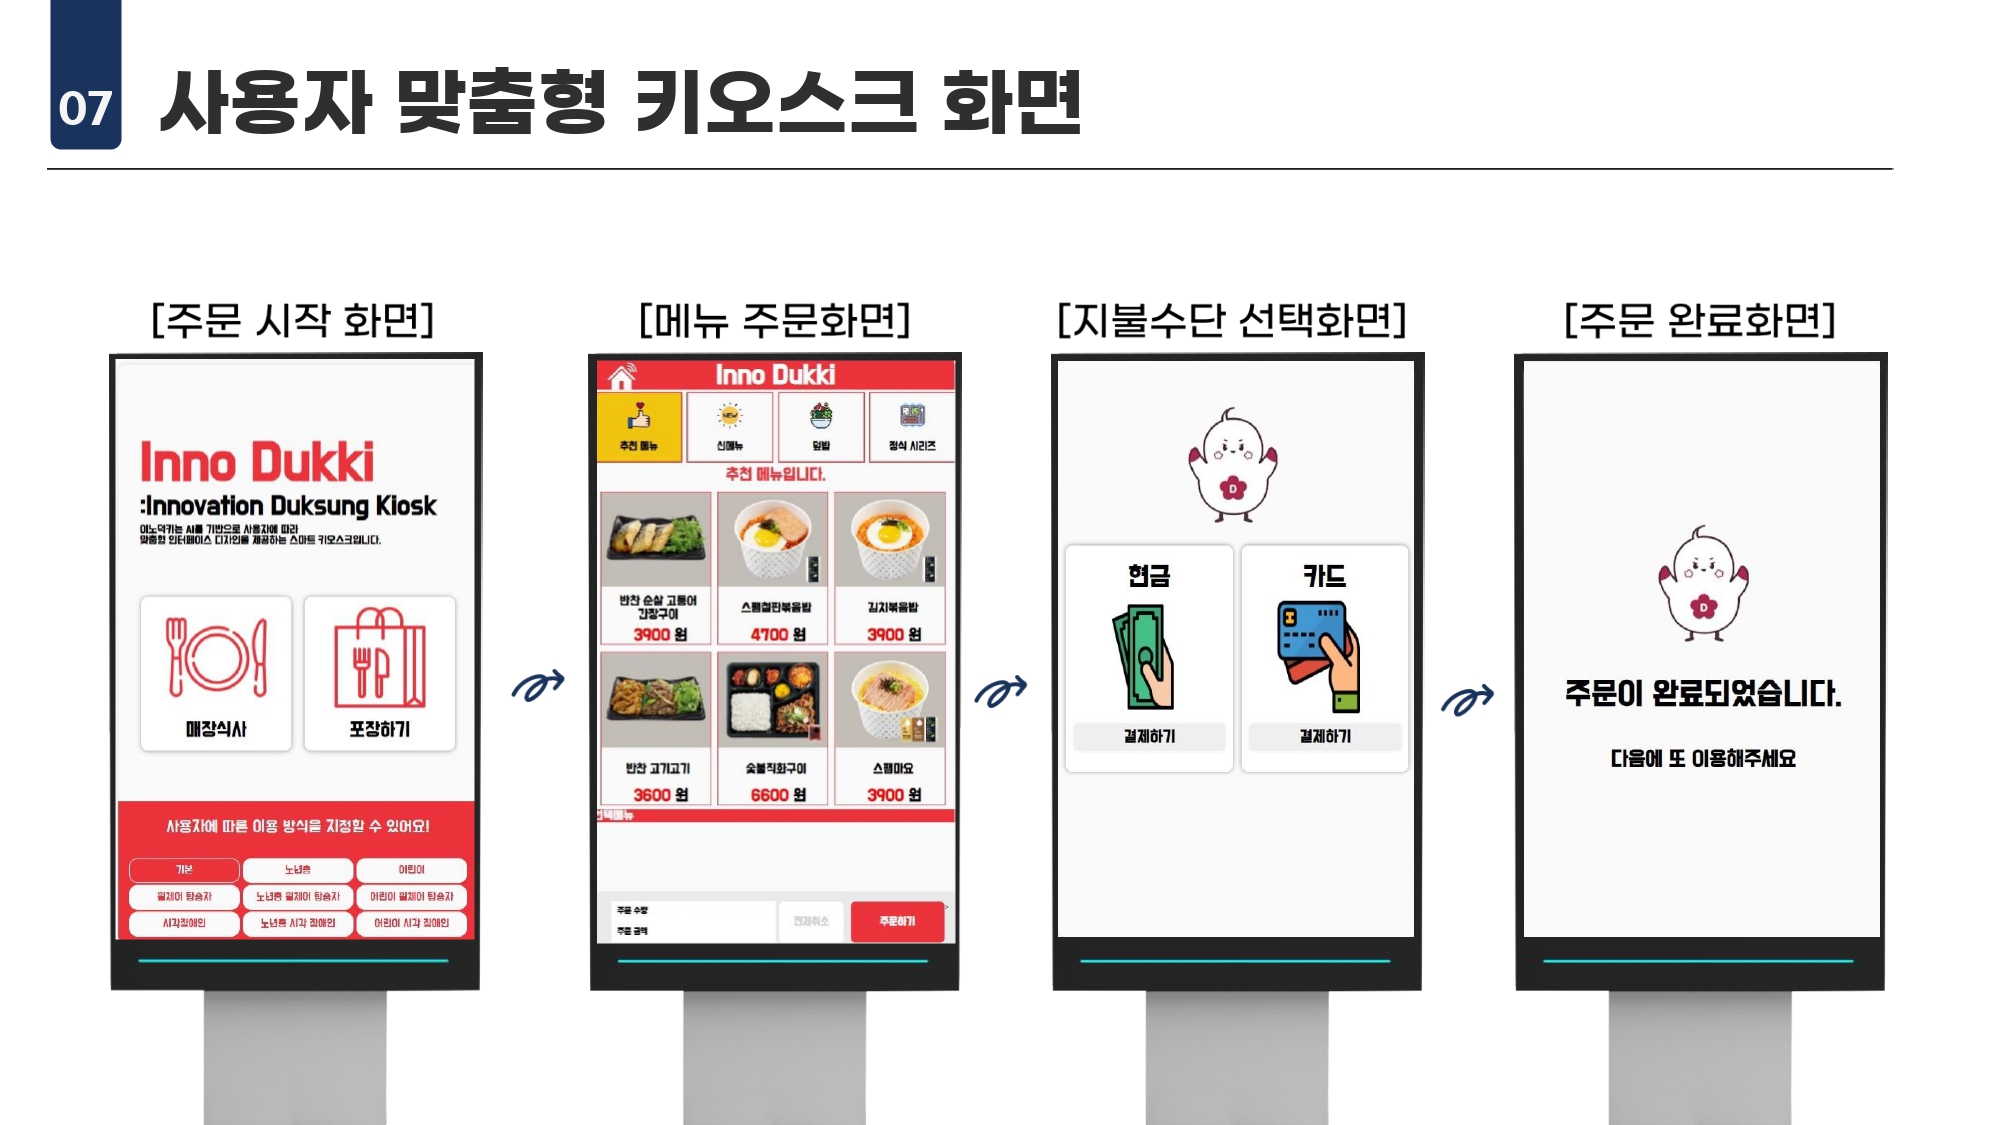 07
사용자 맞춤형 키오스크 화면
[주문 시작 화면]
Inno Dukki
:Innovation Duksung Kiosk
이노덕키는 AI를 기반으로 사용자에 따라
맞춤형 인터페이스 디자인을 제공하는 스마트 키오스크입니다.
매장식사
포장하기
사용자에 따른 이용 방식을 지정할 수 있어요!
기본 노년층 어린이
휠체어 탑승자 노년층 휠체어 탑승자 어린이 휠체어 탑승자
시각장애인 노년층 시각 장애인 어린이 시각 장애인
[메뉴 주문화면]
Inno Dukki
추천 메뉴
NEW
신메뉴
덮밥
정식 시리즈
추천 메뉴입니다.
반찬 순살 고등어
간장구이
3900 원
스팸철판볶음밥
4700 원
김치볶음밥
3900 원
반찬 고기고기
3600 원
숯불직화구이
6600 원
스팸마요
3900 원
선택메뉴
주문 수량
주문 금액
전체취소
주문하기
[지불수단 선택화면]
D
현금
결제하기
카드
결제하기
[주문 완료화면]
D
주문이 완료되었습니다.
다음에 또 이용해주세요